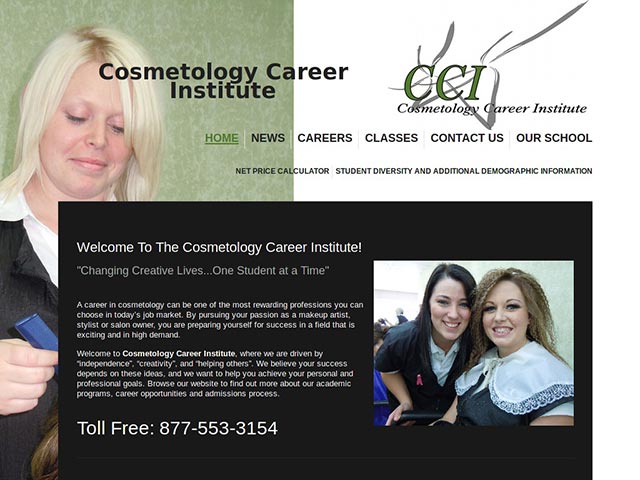 Cosmetology Career
Institute
CCI
Cosmetology Career Institute
HOME NEWS CAREERS CLASSES CONTACT US OUR SCHOOL
NET PRICE CALCULATOR STUDENT DIVERSITY AND ADDITIONAL DEMOGRAPHIC INFORMATION
Welcome To The Cosmetology Career Institute!
"Changing Creative Lives...One Student at a Time"
A career in cosmetology can be one of the most rewarding professions you can
choose in today's job market. By pursuing your passion as a makeup artist,
stylist or salon owner, you are preparing yourself for success in a field that is
exciting and in high demand.
Welcome to Cosmetology Career Institute, where we are driven by
“independence”, “creativity”, and “helping others”. We believe your success
depends on these ideas, and we want to help you achieve your personal and
professional goals. Browse our website to find out more about our academic
programs, career opportunities and admissions process.
Toll Free: 877-553-3154